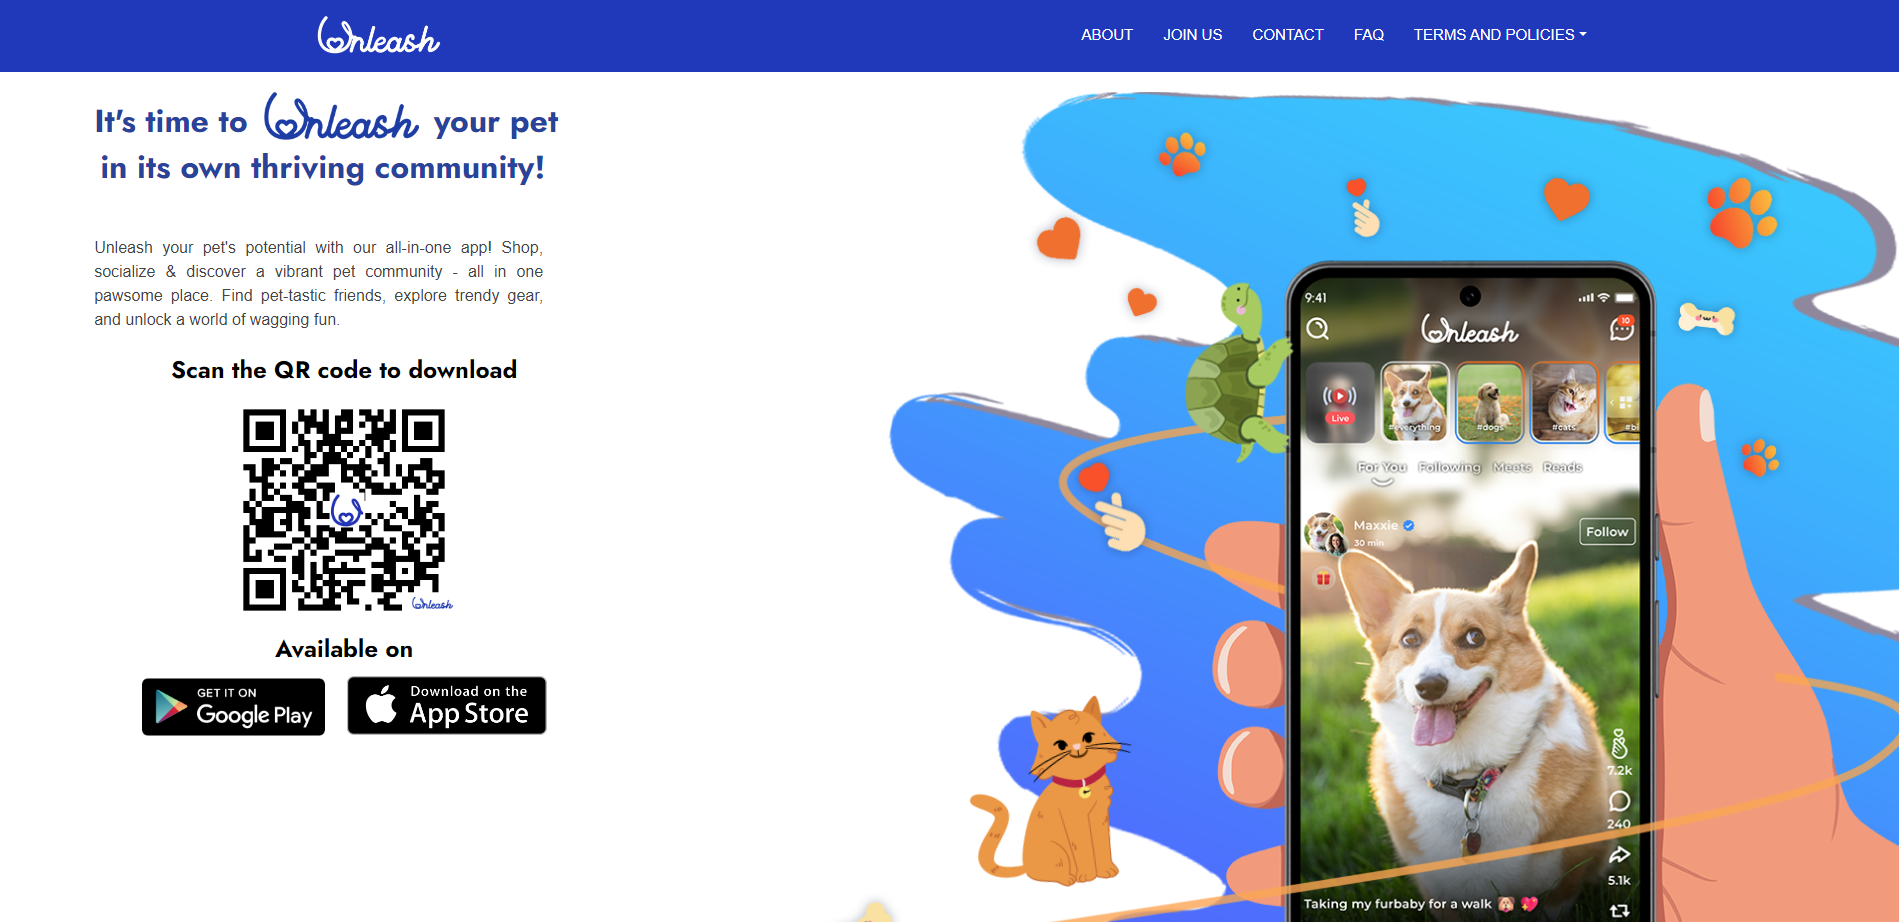 Unleash
ABOUT JOIN US CONTACT FAQ TERMS AND POLICIES
It's time to Unleash your pet
in its own thriving community!
Unleash your pet's potential with our all-in-one app! Shop,
socialize & discover a vibrant pet community - all in one
pawsome place. Find pet-tastic friends, explore trendy gear,
and unlock a world of wagging fun.
Scan the QR code to download
Unleash
Available on
GET IT ON
Google Play
Download on the
App Store
9:41
Unleash
10
Live
#everything
#dogs
#cats
#bi
For You Following Meets Reads
Maxxie
30 min
Follow
7.2k
240
5.1k
Taking my furbaby for a walk